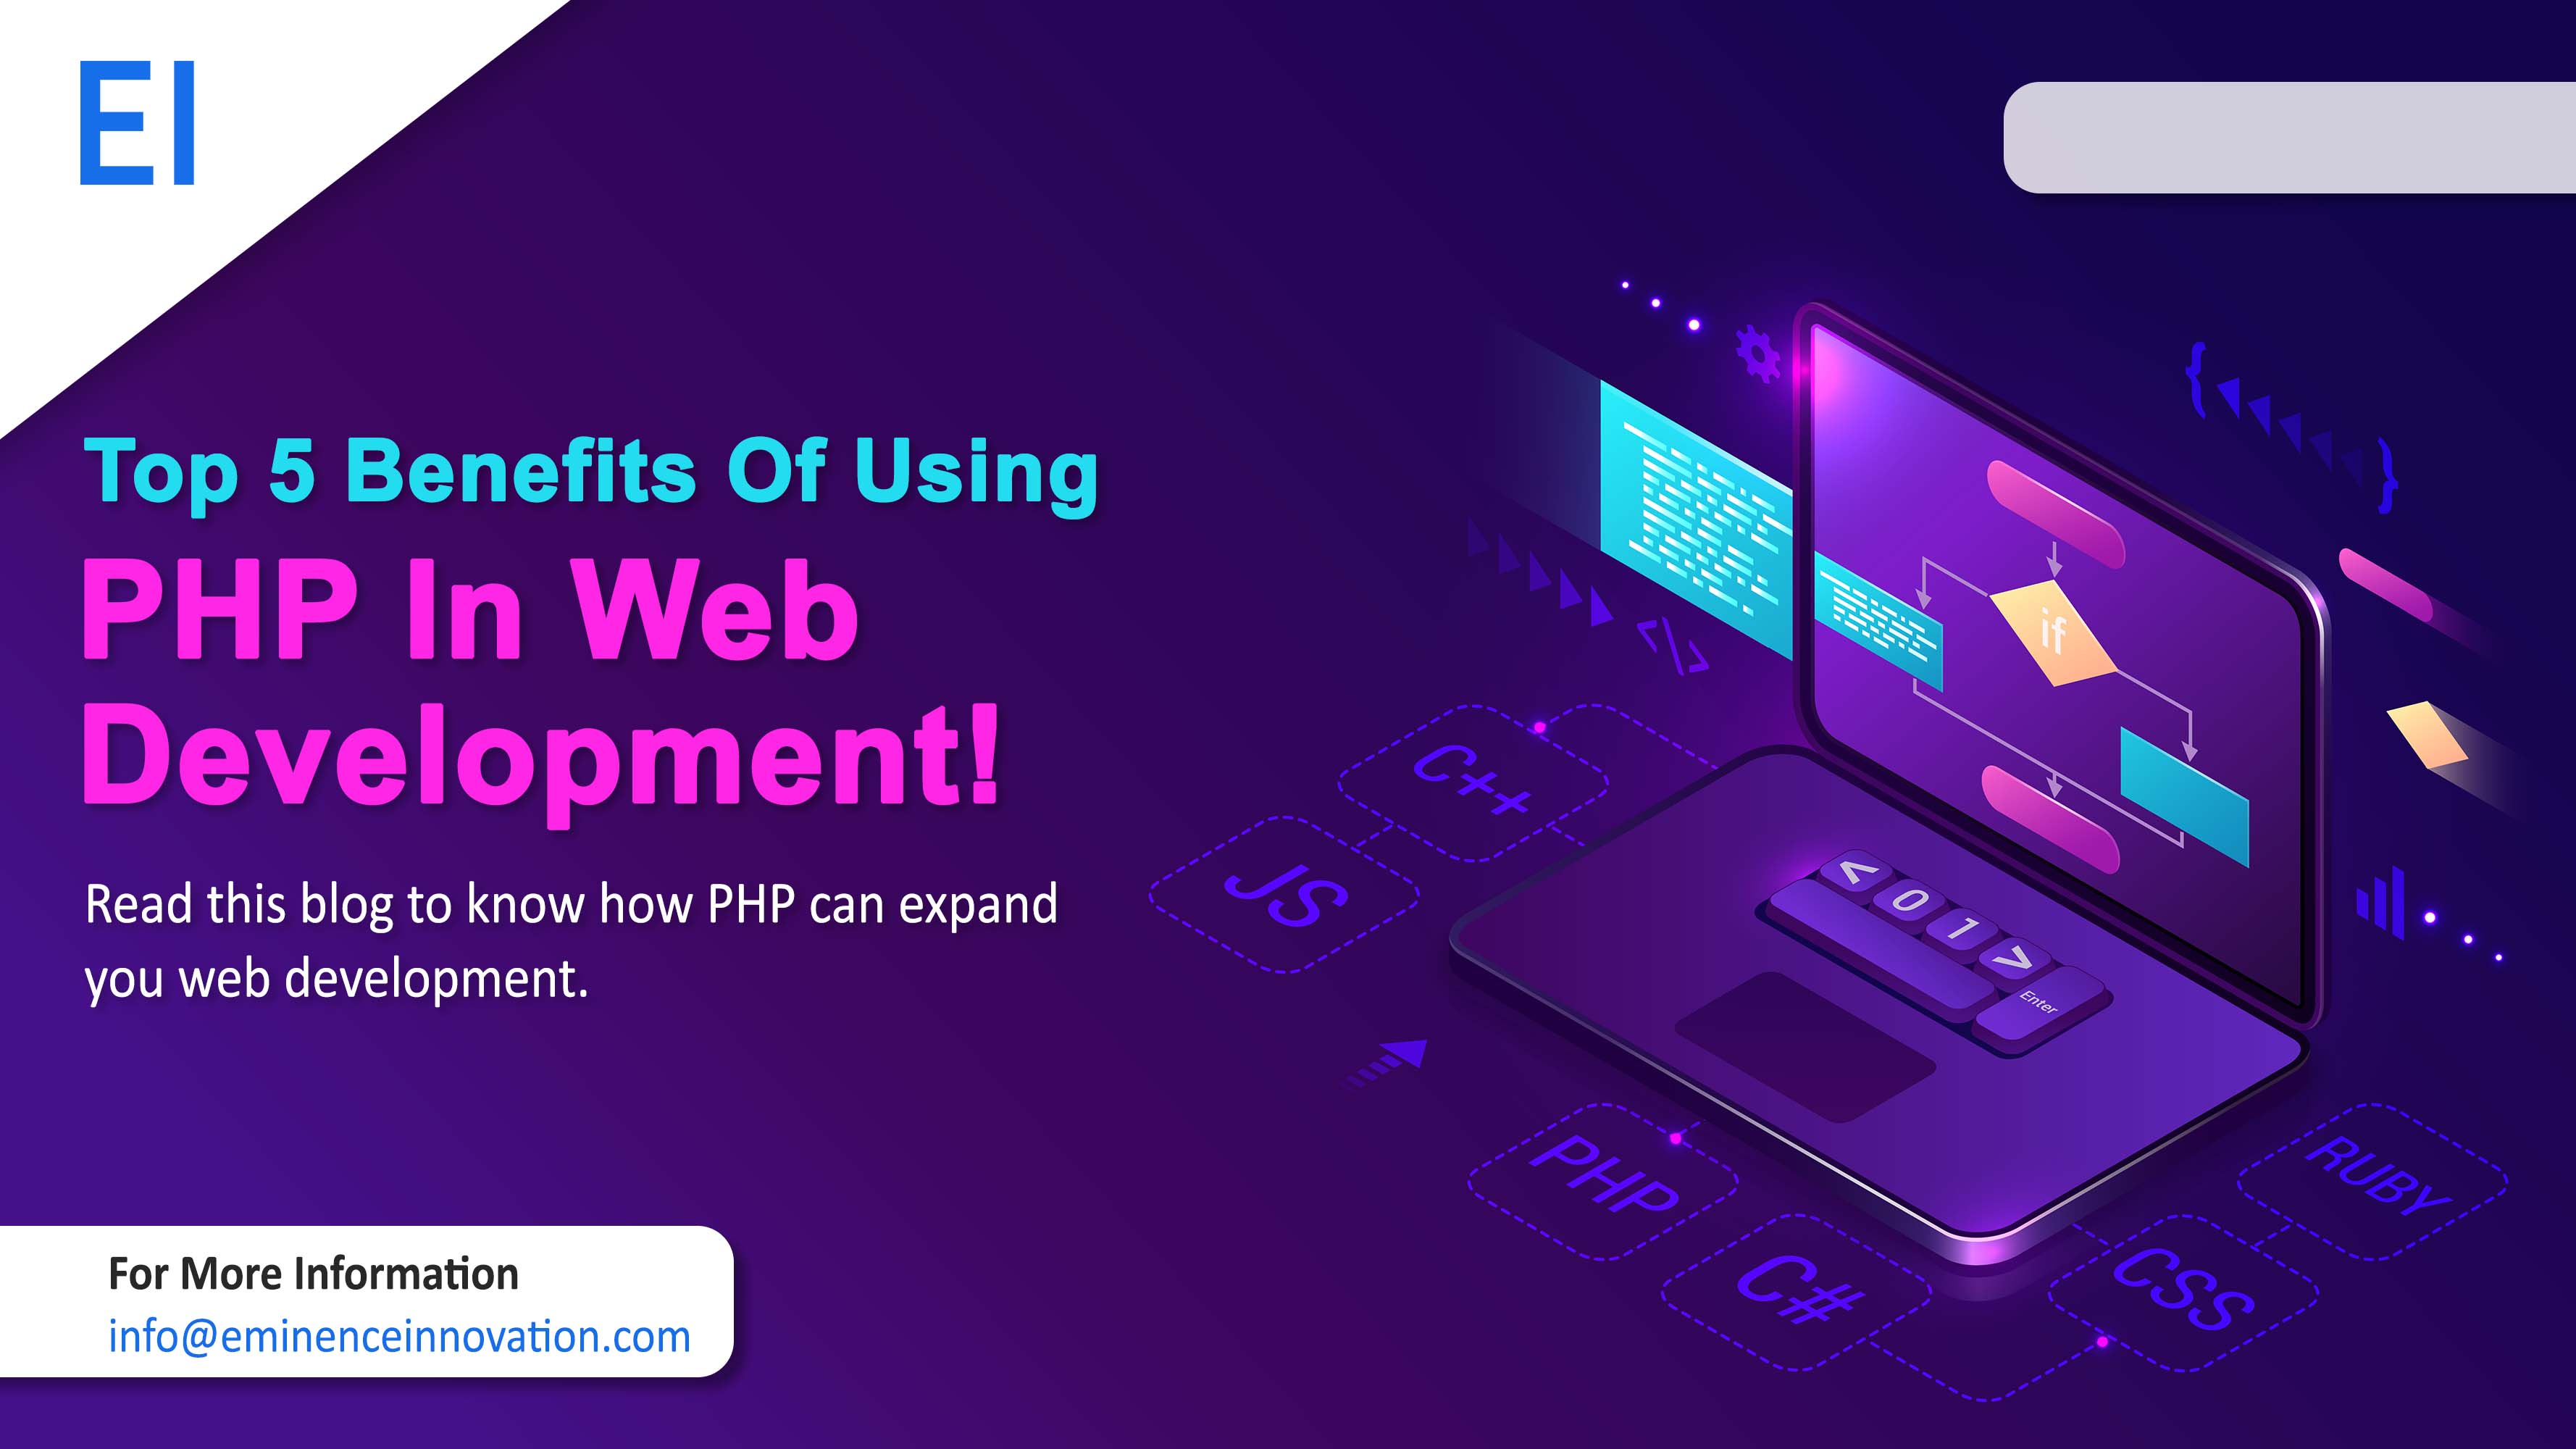 EI
Top 5 Benefits Of Using
PHP In Web
Development!
Read this blog to know how PHP can expand
you web development.
For More Information
info@eminenceinnovation.com
{ }
if
</>
C++
JS
< 0 1 >
Enter
PHP
C#
CSS
RUBY